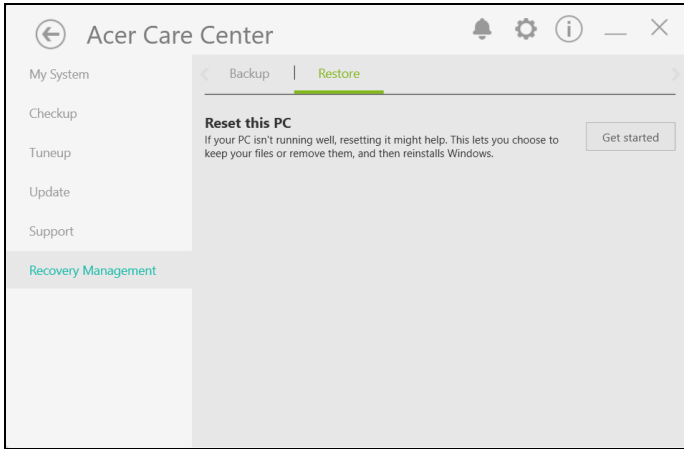 Acer Care Center
My System
Checkup
Tuneup
Update
Support
Recovery Management
Backup
Restore
Reset this PC
If your PC isn't running well, resetting it might help. This lets you choose to
keep your files or remove them, and then reinstalls Windows.
Get started